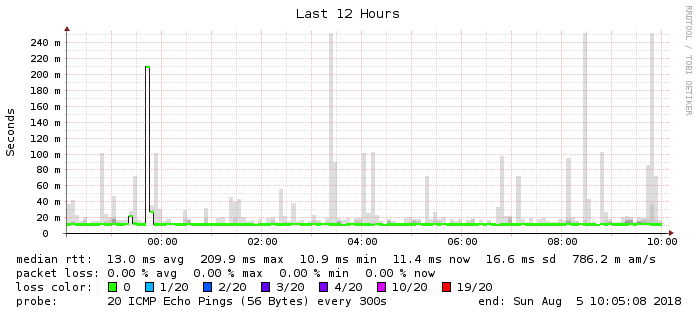 Last 12 Hours
RRDTOOL / TOBI OETIKER
Seconds
240 m
220 m
200 m
180 m
160 m
140 m
120 m
100 m
80 m
60 m
40 m
20 m
0
00:00 02:00 04:00 06:00 08:00 10:00
median rtt: 13.0 ms avg 209.9 ms max 10.9 ms min 11.4 ms now 16.6 ms sd 786.2 m am/s
packet loss: 0.00 % avg 0.00 % max 0.00 % min 0.00 % now
loss color: 0 1/20 2/20 3/20 4/20 10/20 19/20
probe: 20 ICMP Echo Pings (56 Bytes) every 300s end: Sun Aug 5 10:05:08 2018